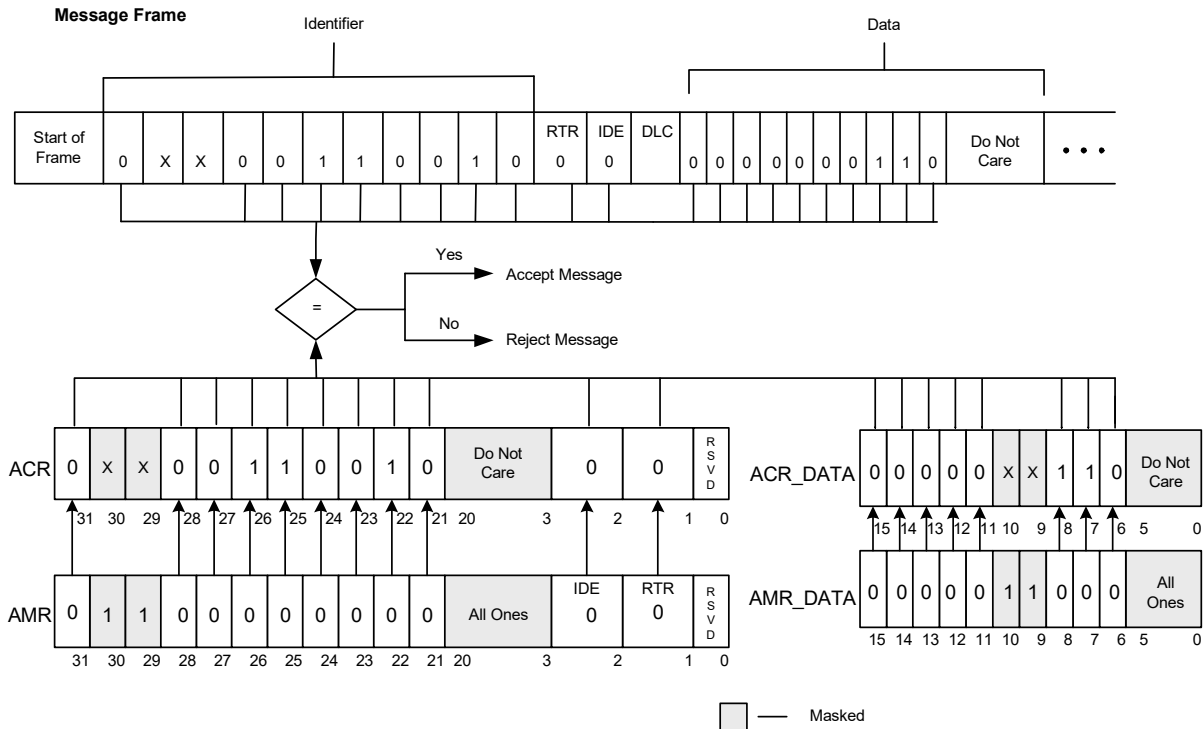 Message Frame
Identifier
Data
Start of Frame
0 X X 0 0 1 1 0 0 1 0
RTR 0
IDE 0
DLC
0 0 0 0 0 0 0 1 1 0
Do Not Care
• • •
Yes
Accept Message
=
No
Reject Message
ACR
0 X X 0 0 1 1 0 0 1 0
Do Not Care
0 0
RSVD
31 30 29 28 27 26 25 24 23 22 21 20 3 2 1 0
ACR_DATA
0 0 0 0 0 X X 1 1 0
Do Not Care
15 14 13 12 11 10 9 8 7 6 5 0
AMR
0 1 1 0 0 0 0 0 0 0 0
All Ones
IDE 0
RTR 0
RSVD
31 30 29 28 27 26 25 24 23 22 21 20 3 2 1 0
AMR_DATA
0 0 0 0 0 1 1 0 0 0
All Ones
15 14 13 12 11 10 9 8 7 6 5 0
Masked